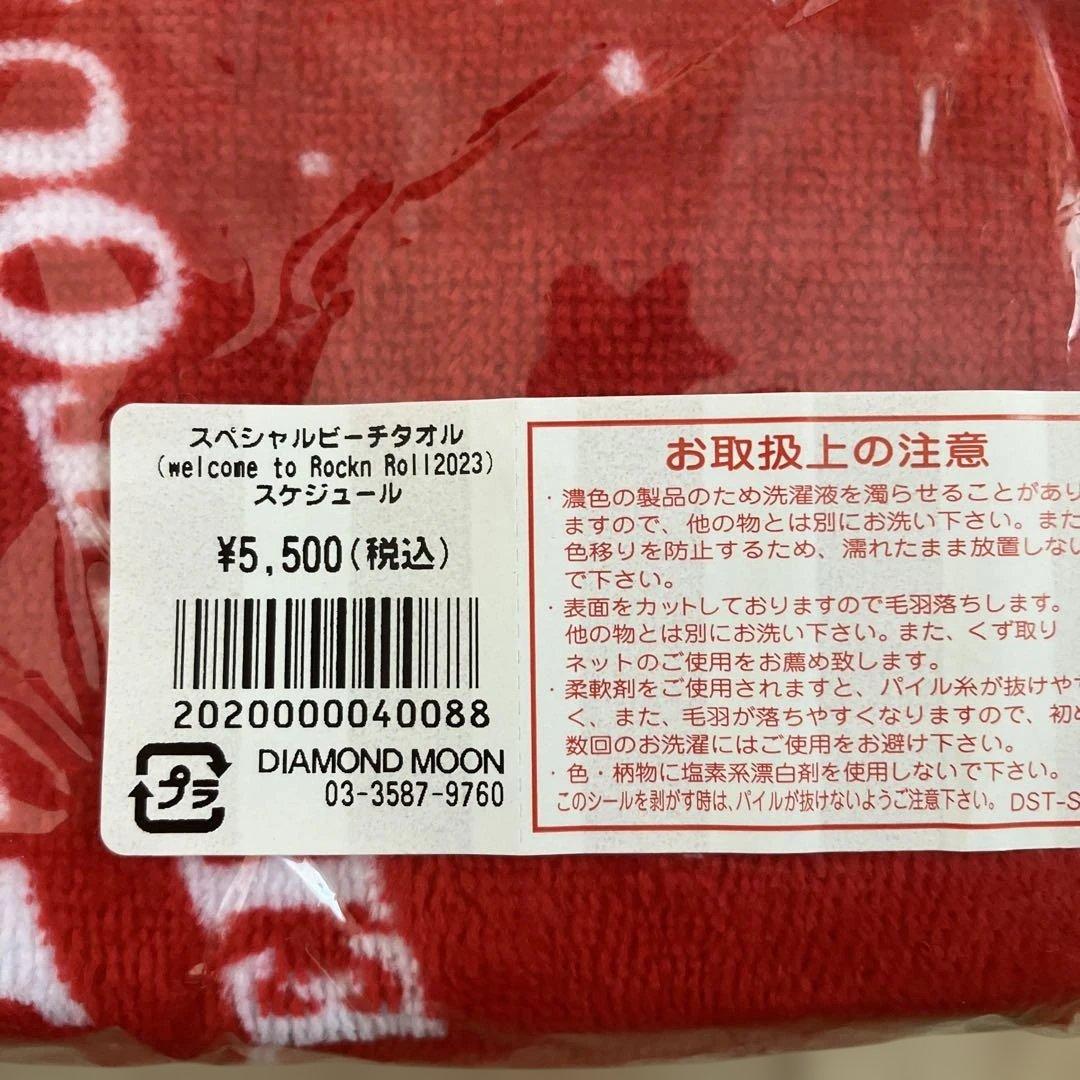 スペシャルビーチタオル
(welcome to Rockn Roll2023)
スケジュール
¥5,500(税込)
2020000040088
プラ
DIAMOND MOON
03-3587-9760
お取扱上の注意
・濃色の製品のため洗濯液を濁らせることがあり
ますので、他の物とは別にお洗い下さい。また
色移りを防止するため、濡れたまま放置しない
で下さい。
・表面をカットしておりますので毛羽落ちします。
他の物とは別にお洗い下さい。また、くず取り
ネットのご使用をお薦め致します。
・柔軟剤をご使用されますと、パイル糸が抜けやす
く、また、毛羽が落ちやすくなりますので、初め
数回のお洗濯にはご使用をお避け下さい。
・色・柄物に塩素系漂白剤を使用しないで下さい。
このシールを剥がす時は、パイルが抜けないようご注意下さい。 DST-S